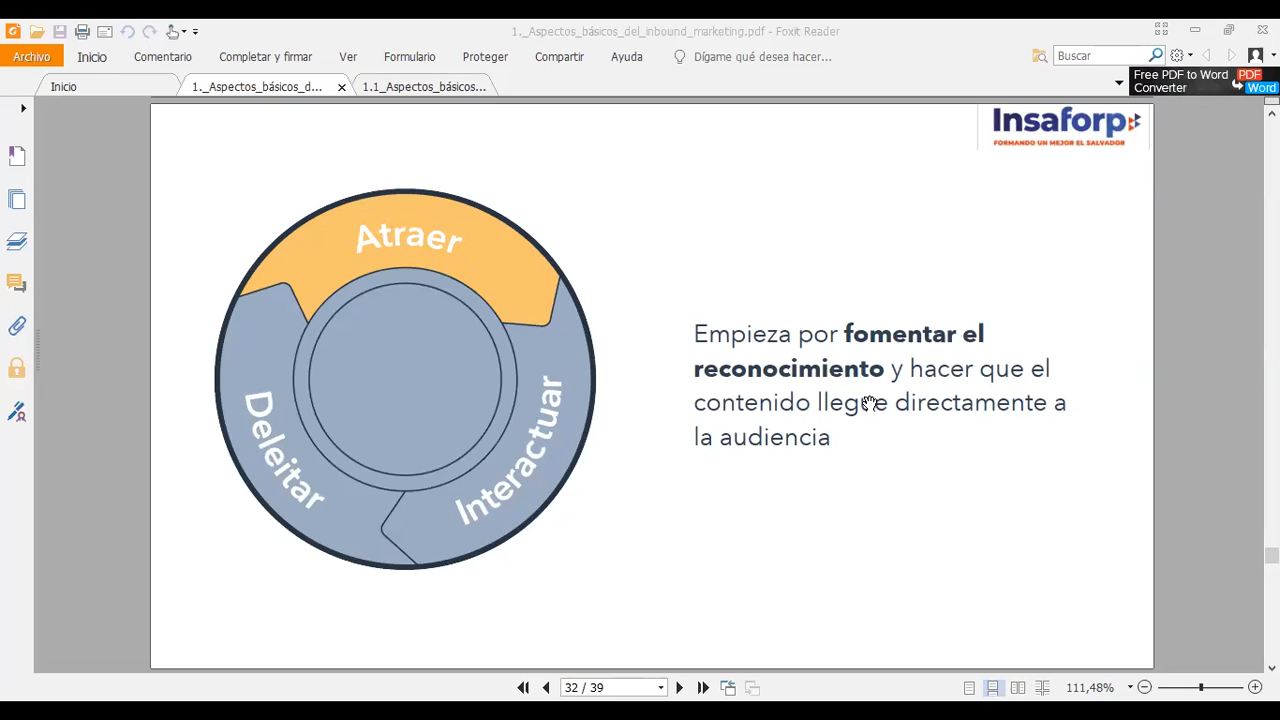 1._Aspectos_básicos_del_inbound_marketing.pdf - Foxit Reader
Archivo
Inicio
Comentario
Completar y firmar
Ver
Formulario
Proteger
Compartir
Ayuda
Dígame qué desea hacer...
Buscar
Inicio
1._Aspectos_básicos_d...
1.1_Aspectos_básicos...
Free PDF to Word
Converter
PDF
Word
Insaforp
FORMANDO UN MEJOR EL SALVADOR
Atraer
Interactuar
Deleitar
Empieza por fomentar el
reconocimiento y hacer que el
contenido llegue directamente a
la audiencia
32 / 39
111,48%